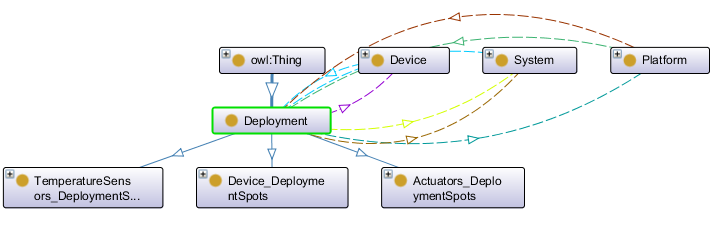 owl:Thing
Device
System
Platform
Deployment
TemperatureSens
ors_DeploymentS...
Device_Deployme
ntSpots
Actuators_Deplo
ymentSpots